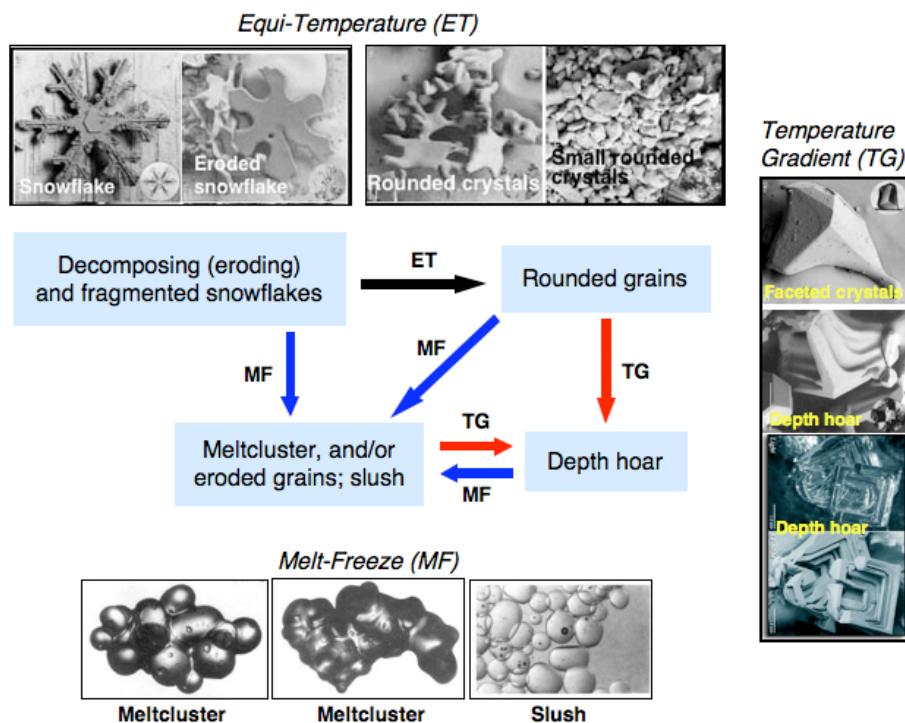 Equi-Temperature (ET)
Snowflake
Eroded
snowflake
Rounded crystals
Small rounded
crystals
Temperature
Gradient (TG)
Faceted crystals
Depth hoar
Depth hoar
Decomposing (eroding)
and fragmented snowflakes
ET
Rounded grains
MF
MF
TG
Meltcluster, and/or
eroded grains; slush
TG
MF
Depth hoar
Melt-Freeze (MF)
Meltcluster
Meltcluster
Slush